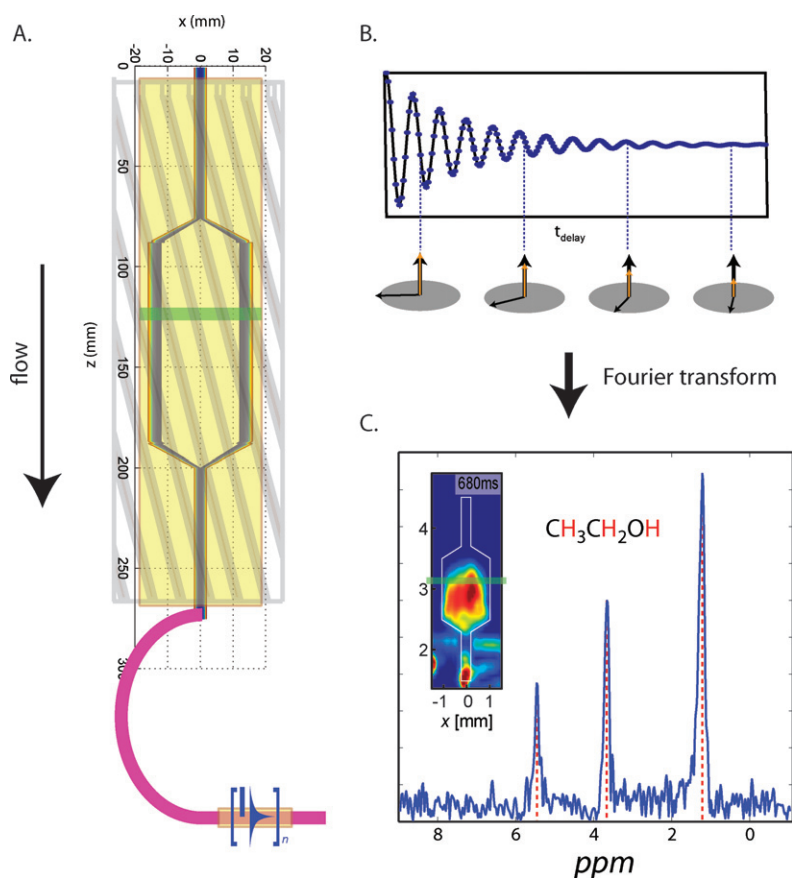 A.
x (mm)
-20 -10 0 10 20
0
50
100
150
200
250
300
z (mm)
flow
n
B.
t_delay
Fourier transform
C.
680ms
4
3
2
-1 0 1
x [mm]
CH₃CH₂OH
8 6 4 2 0
ppm